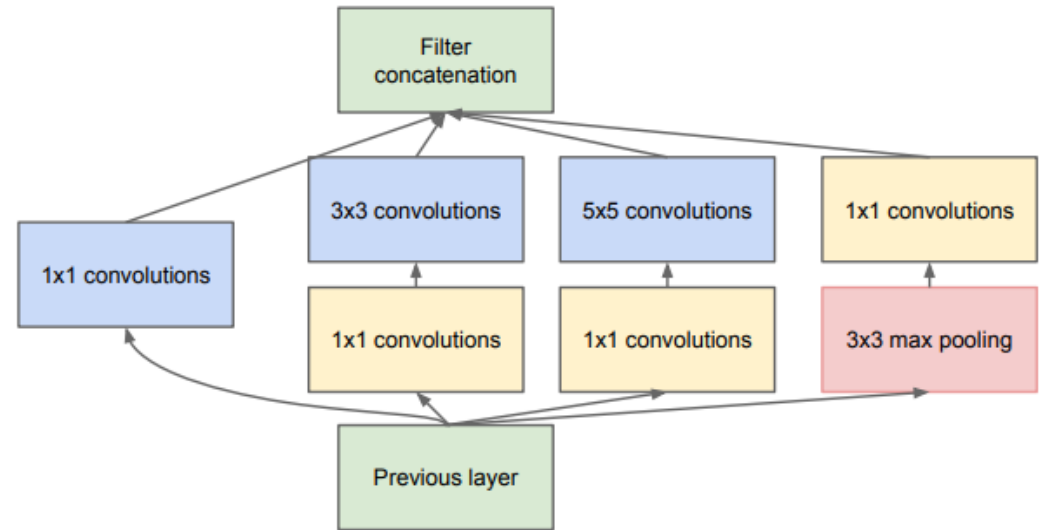 Filter
concatenation
3x3 convolutions
5x5 convolutions
1x1 convolutions
1x1 convolutions
1x1 convolutions
1x1 convolutions
3x3 max pooling
Previous layer